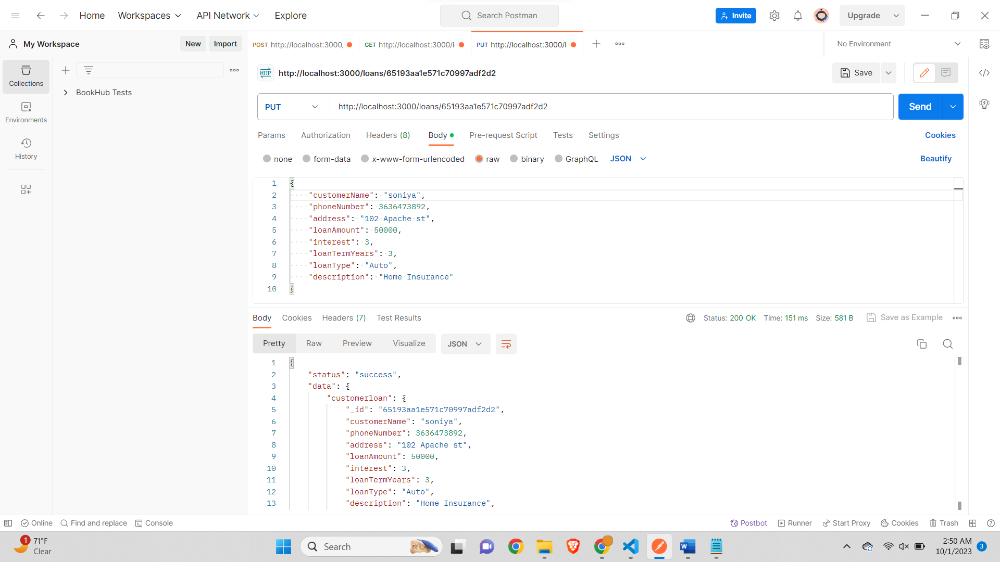 Home Workspaces API Network Explore Search Postman Invite Upgrade
My Workspace New Import POST http://localhost:3000/ GET http://localhost:3000/l PUT http://localhost:3000/l No Environment
HTTP http://localhost:3000/loans/65193aa1e571c70997adf2d2 Save
Collections
BookHub Tests
PUT http://localhost:3000/loans/65193aa1e571c70997adf2d2 Send
Environments
Params Authorization Headers (8) Body Pre-request Script Tests Settings Cookies
History
none form-data x-www-form-urlencoded raw binary GraphQL JSON Beautify
1 {
2 "customerName": "soniya",
3 "phoneNumber": 3636473892,
4 "address": "102 Apache st",
5 "loanAmount": 50000,
6 "interest": 3,
7 "loanTermYears": 3,
8 "loanType": "Auto",
9 "description": "Home Insurance"
10 }
Body Cookies Headers (7) Test Results Status: 200 OK Time: 151 ms Size: 581 B Save as Example
Pretty Raw Preview Visualize JSON
1 {
2 "status": "success",
3 "data": {
4 "customerloan": {
5 "_id": "65193aa1e571c70997adf2d2",
6 "customerName": "soniya",
7 "phoneNumber": 3636473892,
8 "address": "102 Apache st",
9 "loanAmount": 50000,
10 "interest": 3,
11 "loanTermYears": 3,
12 "loanType": "Auto",
13 "description": "Home Insurance",
Online Find and replace Console Postbot Runner Start Proxy Cookies Trash
1 71°F
Clear
Search
2:50 AM
10/1/2023 3